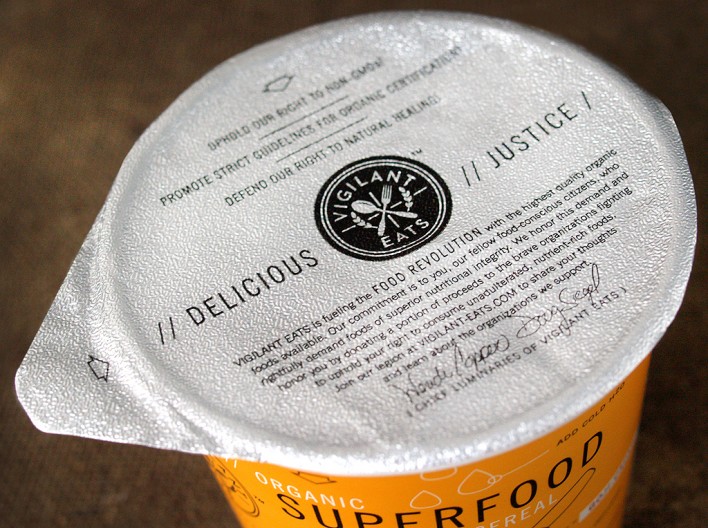 UPHOLD OUR RIGHT TO NON-GMOs!
PROMOTE STRICT GUIDELINES FOR ORGANIC CERTIFICATION!
DEFEND OUR RIGHT TO NATURAL HEALING!
// DELICIOUS
VIGILANT
EATS
™
// JUSTICE /
VIGILANT EATS is fueling the FOOD REVOLUTION with the highest quality organic
foods available. Our commitment is to you, our fellow food-conscious citizens, who
rightfully demand foods of superior nutritional integrity. We honor this demand and
honor you by donating a portion of proceeds to the brave organizations fighting
to uphold your right to consume unadulterated, nutrient-rich foods.
Join our legion at VIGILANT-EATS.COM to share your thoughts
and learn about the organizations we support.
( CHIEF LUMINARIES OF VIGILANT EATS )
ORGANIC
SUPERFOOD
CEREAL
ADD COLD H2O